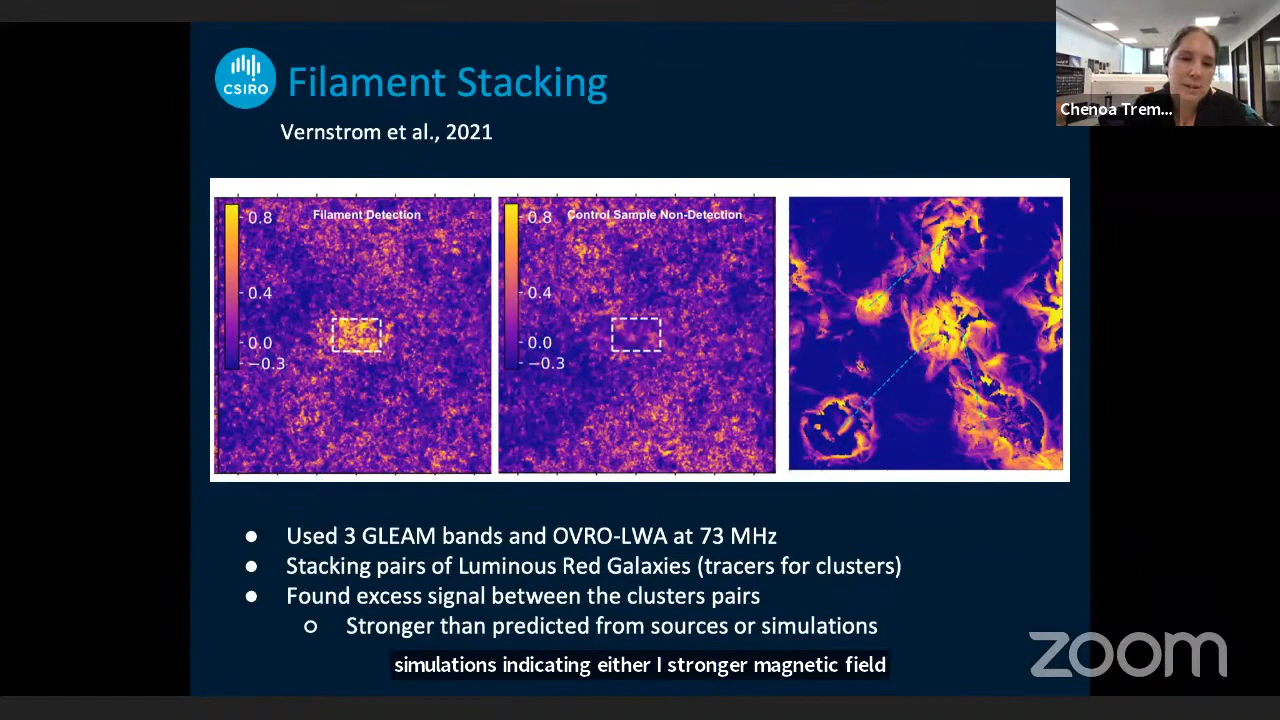 CSIRO
Filament Stacking
Vernstrom et al., 2021
Chenoa Trem...
Filament Detection
0.8
0.4
0.0
−0.3
Control Sample Non-Detection
0.8
0.4
0.0
−0.3
● Used 3 GLEAM bands and OVRO-LWA at 73 MHz
● Stacking pairs of Luminous Red Galaxies (tracers for clusters)
● Found excess signal between the clusters pairs
○ Stronger than predicted from sources or simulations
simulations indicating either I stronger magnetic field
zoom